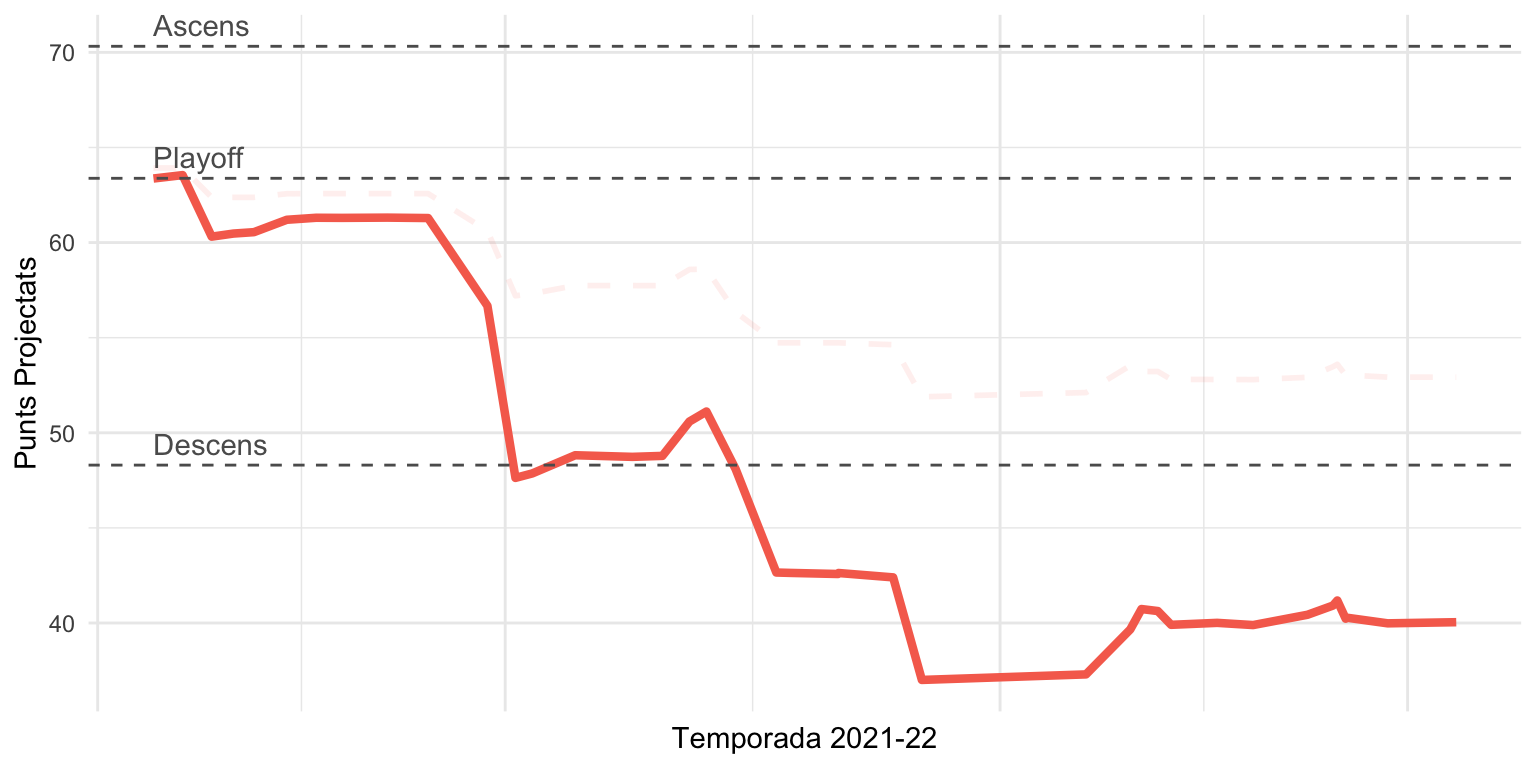 Ascens
70
Playoff
60
Punts Projectats
50
Descens
40
Temporada 2021-22